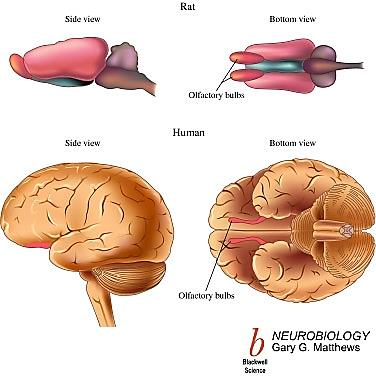 Rat
Side view
Bottom view
Olfactory bulbs
Human
Side view
Bottom view
Olfactory bulbs
b
Blackwell
Science
NEUROBIOLOGY
Gary G. Matthews